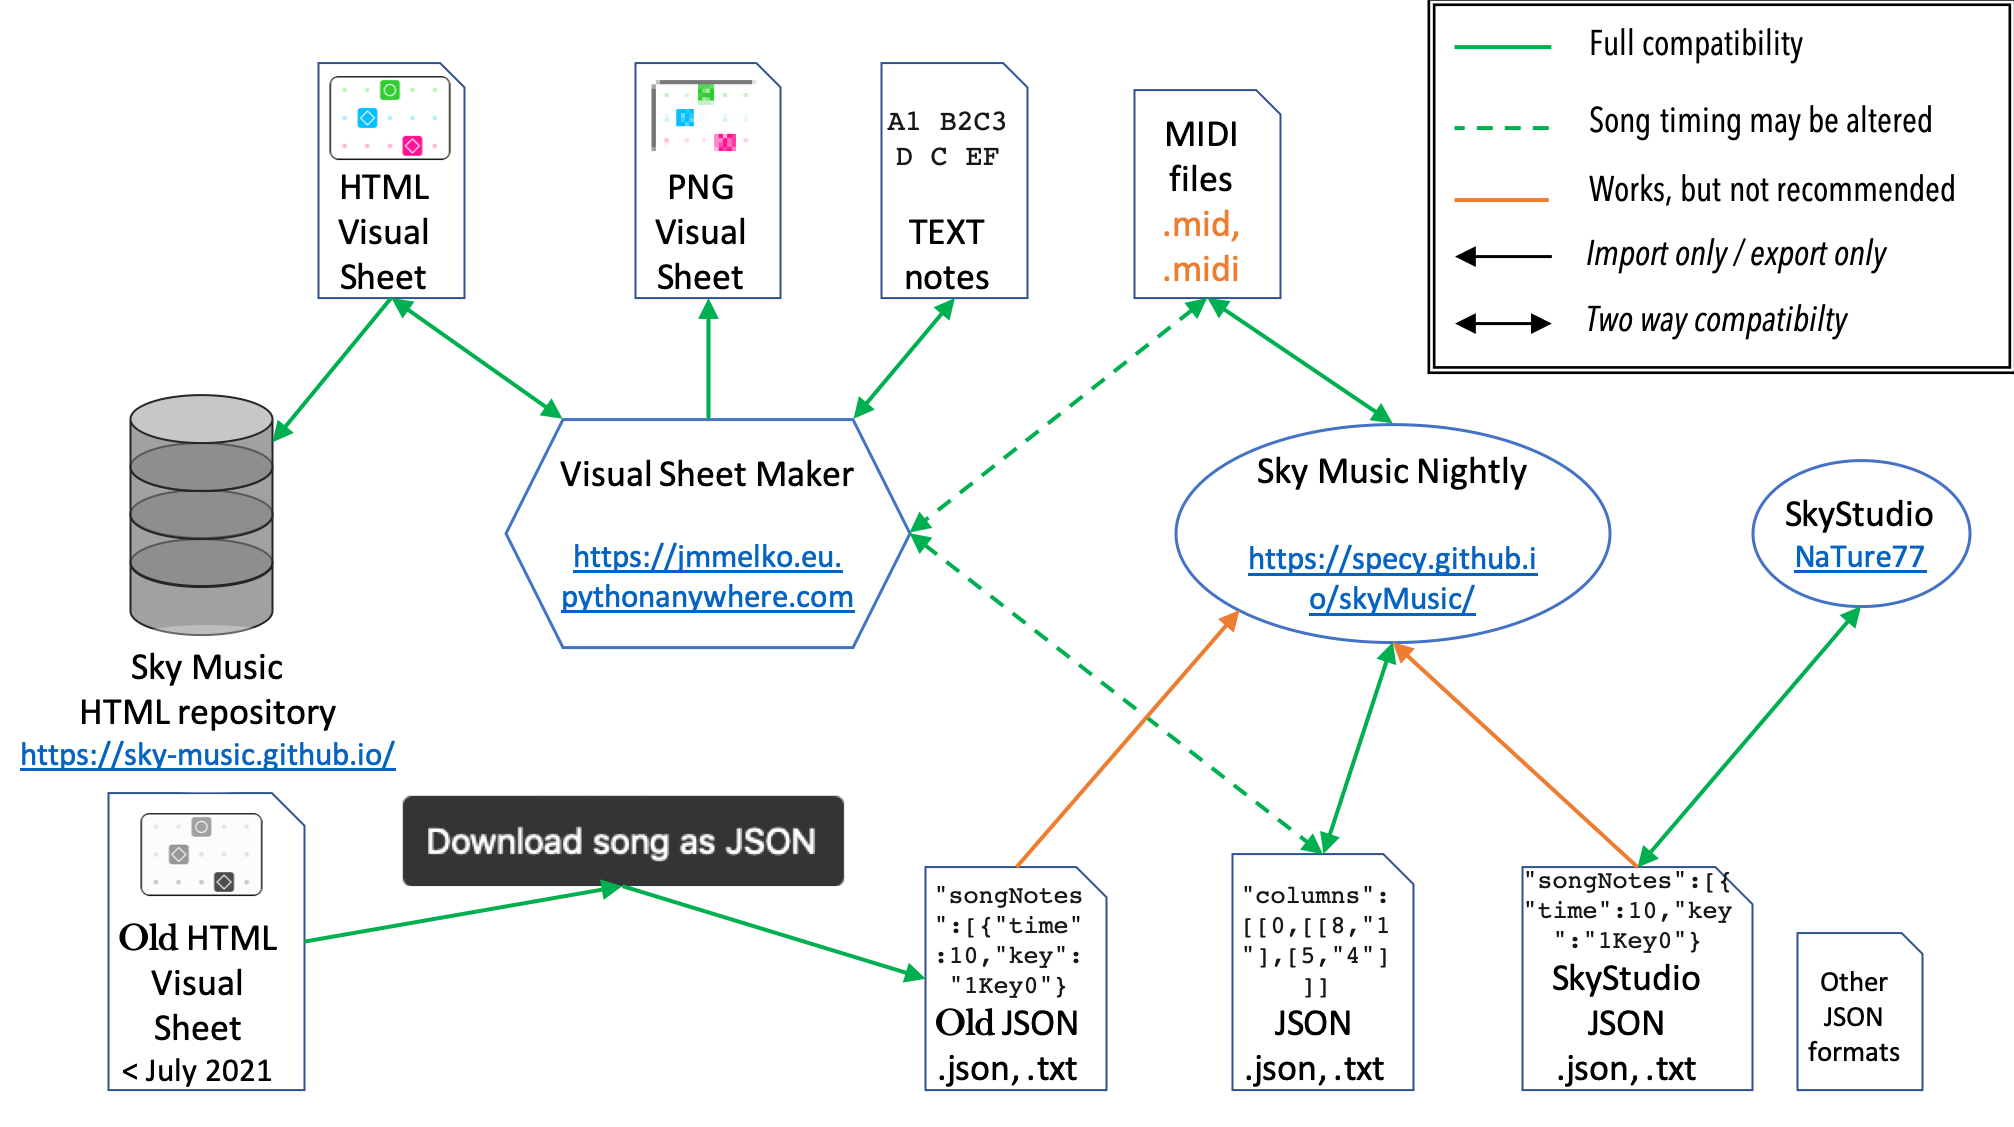 Full compatibility
Song timing may be altered
Works, but not recommended
Import only / export only
Two way compatibilty
HTML
Visual
Sheet
PNG
Visual
Sheet
A1 B2C3
D C EF
TEXT
notes
MIDI
files
.mid,
.midi
Visual Sheet Maker
https://jmmelko.eu.
pythonanywhere.com
Sky Music Nightly
https://specy.github.i
o/skyMusic/
SkyStudio
NaTure77
Sky Music
HTML repository
https://sky-music.github.io/
Old HTML
Visual
Sheet
< July 2021
Download song as JSON
"songNotes
":[{"time"
:10,"key":
"1Key0"}
Old JSON
.json, .txt
"columns":
[[0,[[8,"1
"],[5,"4"]
]]
JSON
.json, .txt
"songNotes":[{
"time":10,"key
":"1Key0"}
SkyStudio
JSON
.json, .txt
Other
JSON
formats